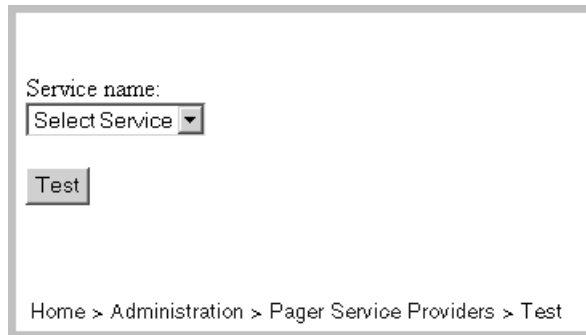 Service name:
Select Service
Test
Home > Administration > Pager Service Providers > Test